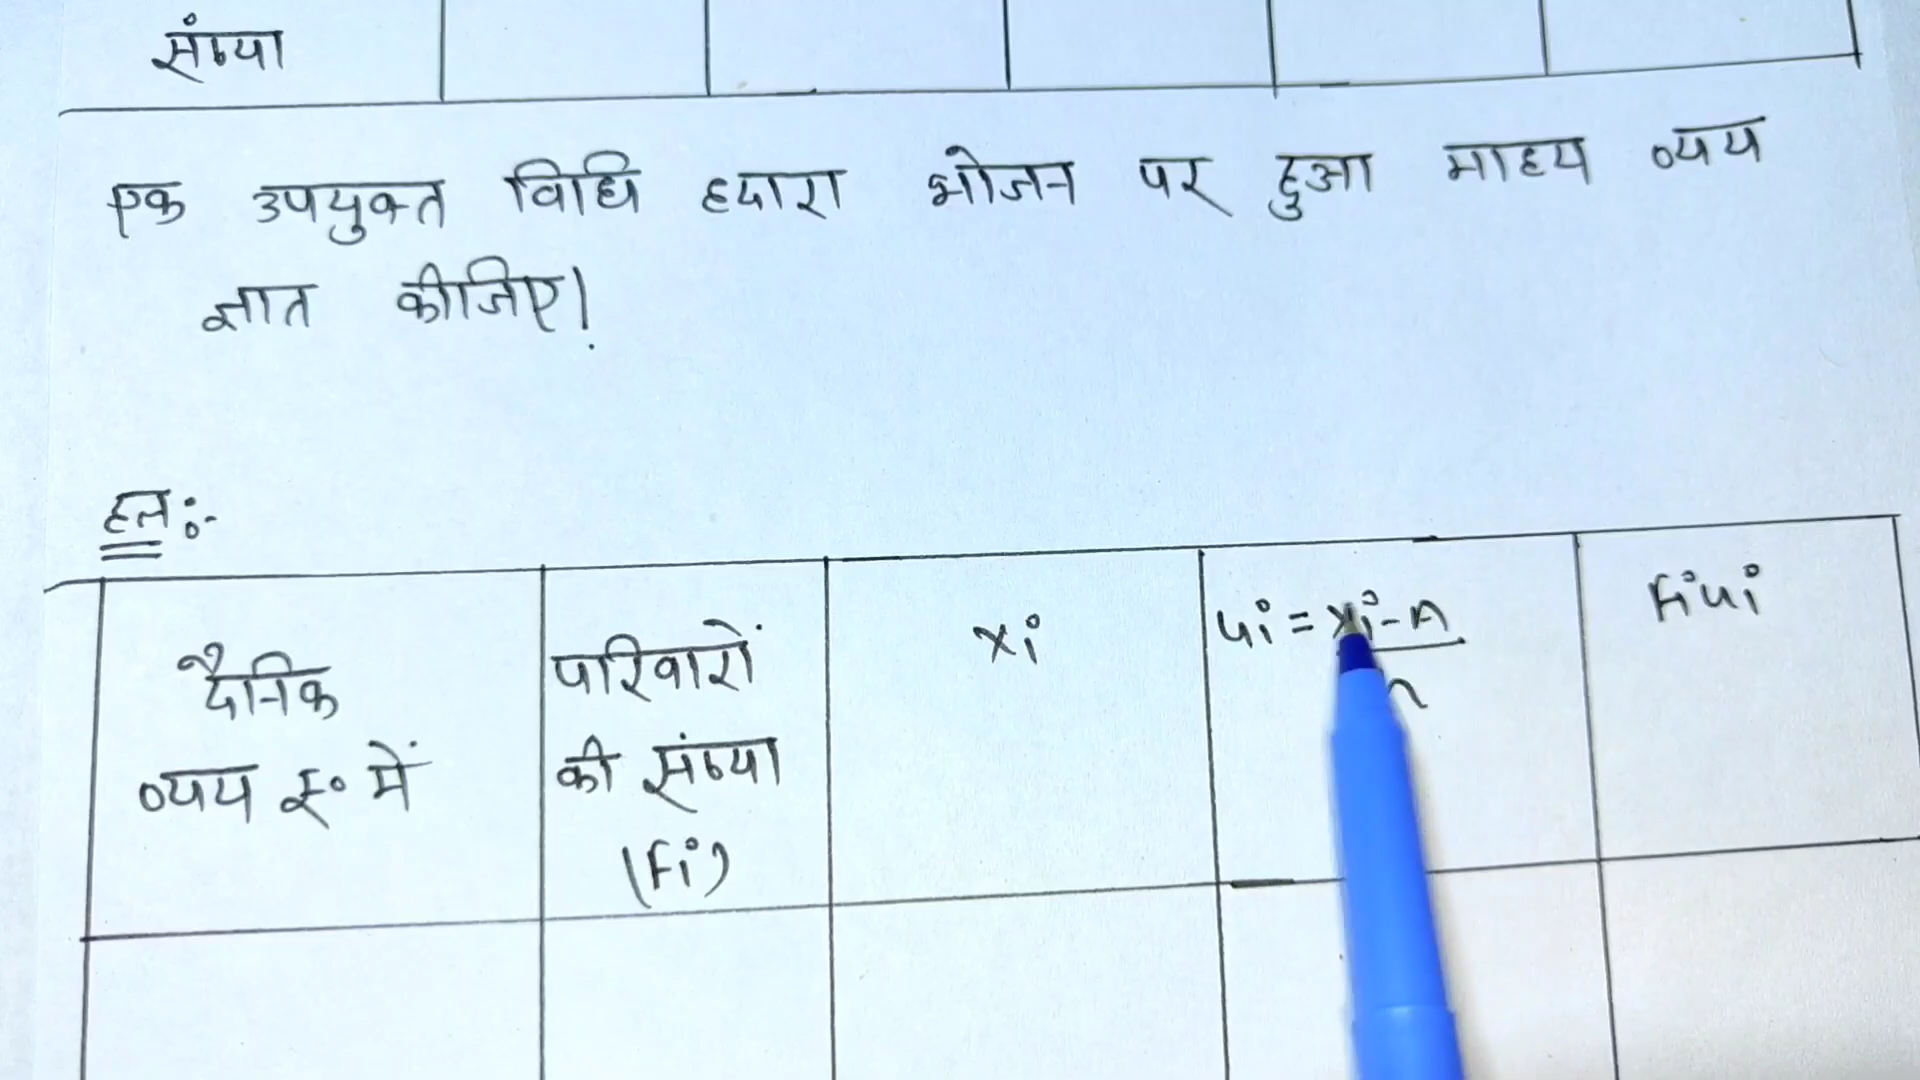 संख्या
एक उपयुक्त विधि द्वारा भोजन पर हुआ माध्य व्यय
ज्ञात कीजिए।
हल:-
दैनिक
व्यय रु० में
परिवारों
की संख्या
(Fi)
xi
ui = xi - A
h
Fiui